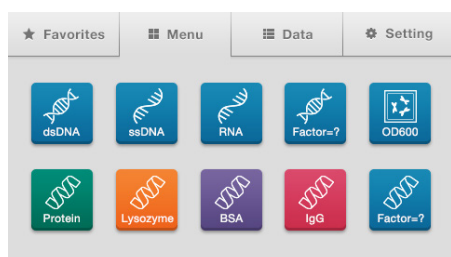 Favorites
Menu
Data
Setting
dsDNA
ssDNA
RNA
Factor=?
OD600
Protein
Lysozyme
BSA
IgG
Factor=?